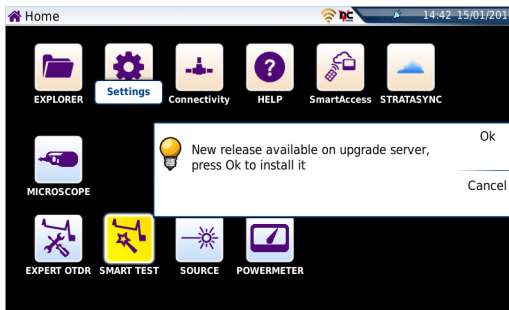 Home
14:42 15/01/201
EXPLORER
Settings
Connectivity
HELP
SmartAccess
STRATASYNC
New release available on upgrade server,
press Ok to install it
Ok
Cancel
MICROSCOPE
EXPERT OTDR
SMART TEST
SOURCE
POWERMETER